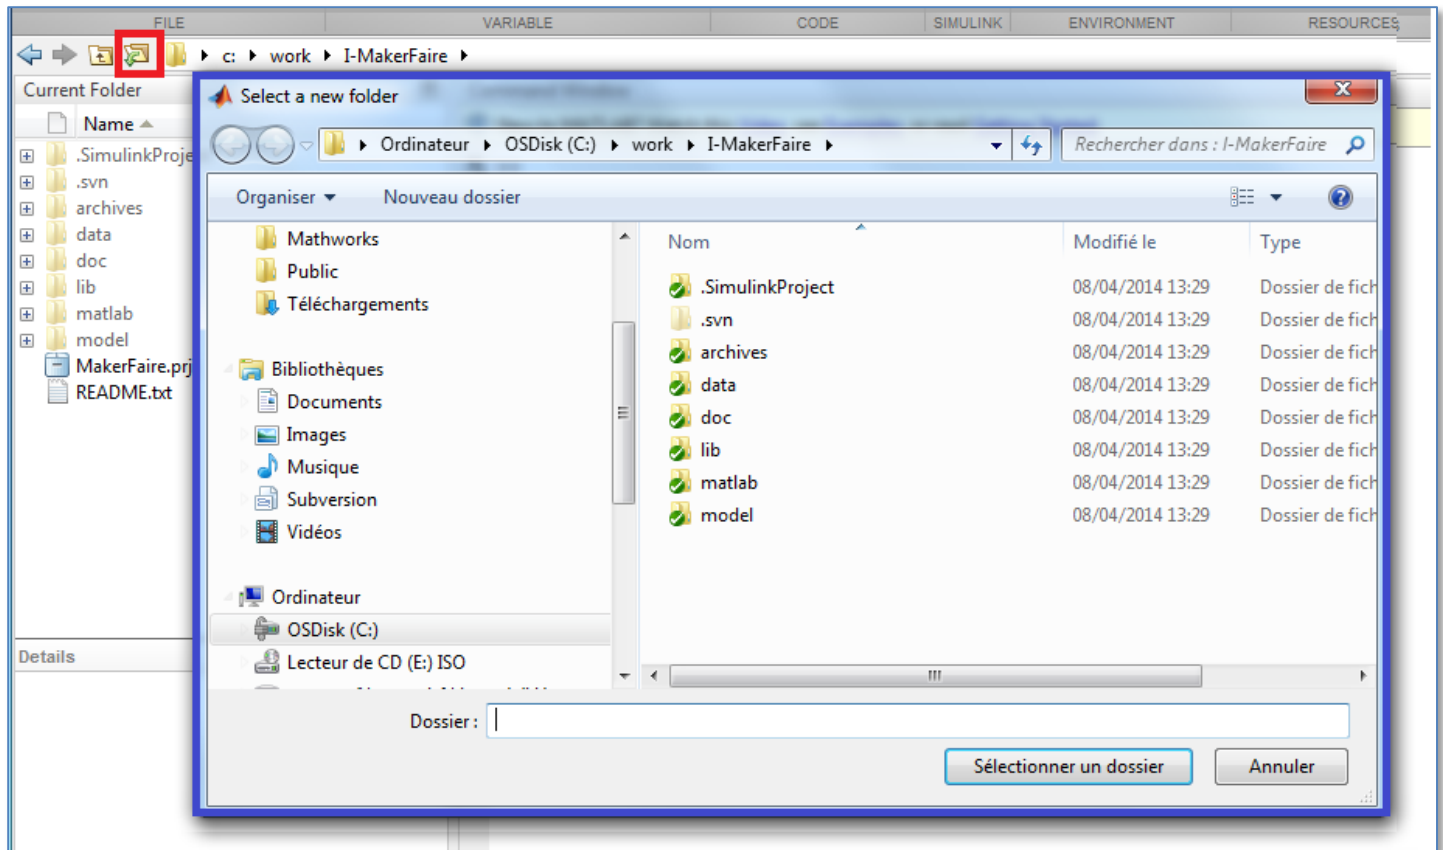 FILE VARIABLE CODE SIMULINK ENVIRONMENT RESOURCES
c: work I-MakerFaire
Current Folder
Name
.SimulinkProje
.svn
archives
data
doc
lib
matlab
model
MakerFaire.prj
README.txt
Details
Select a new folder
Ordinateur OSDisk (C:) work I-MakerFaire
Rechercher dans : I-MakerFaire
Organiser Nouveau dossier
Mathworks
Public
Téléchargements
Bibliothèques
Documents
Images
Musique
Subversion
Vidéos
Ordinateur
OSDisk (C:)
Lecteur de CD (E:) ISO
Nom Modifié le Type
.SimulinkProject 08/04/2014 13:29 Dossier de fich
.svn 08/04/2014 13:29 Dossier de fich
archives 08/04/2014 13:29 Dossier de fich
data 08/04/2014 13:29 Dossier de fich
doc 08/04/2014 13:29 Dossier de fich
lib 08/04/2014 13:29 Dossier de fich
matlab 08/04/2014 13:29 Dossier de fich
model 08/04/2014 13:29 Dossier de fich
Dossier :
Sélectionner un dossier Annuler